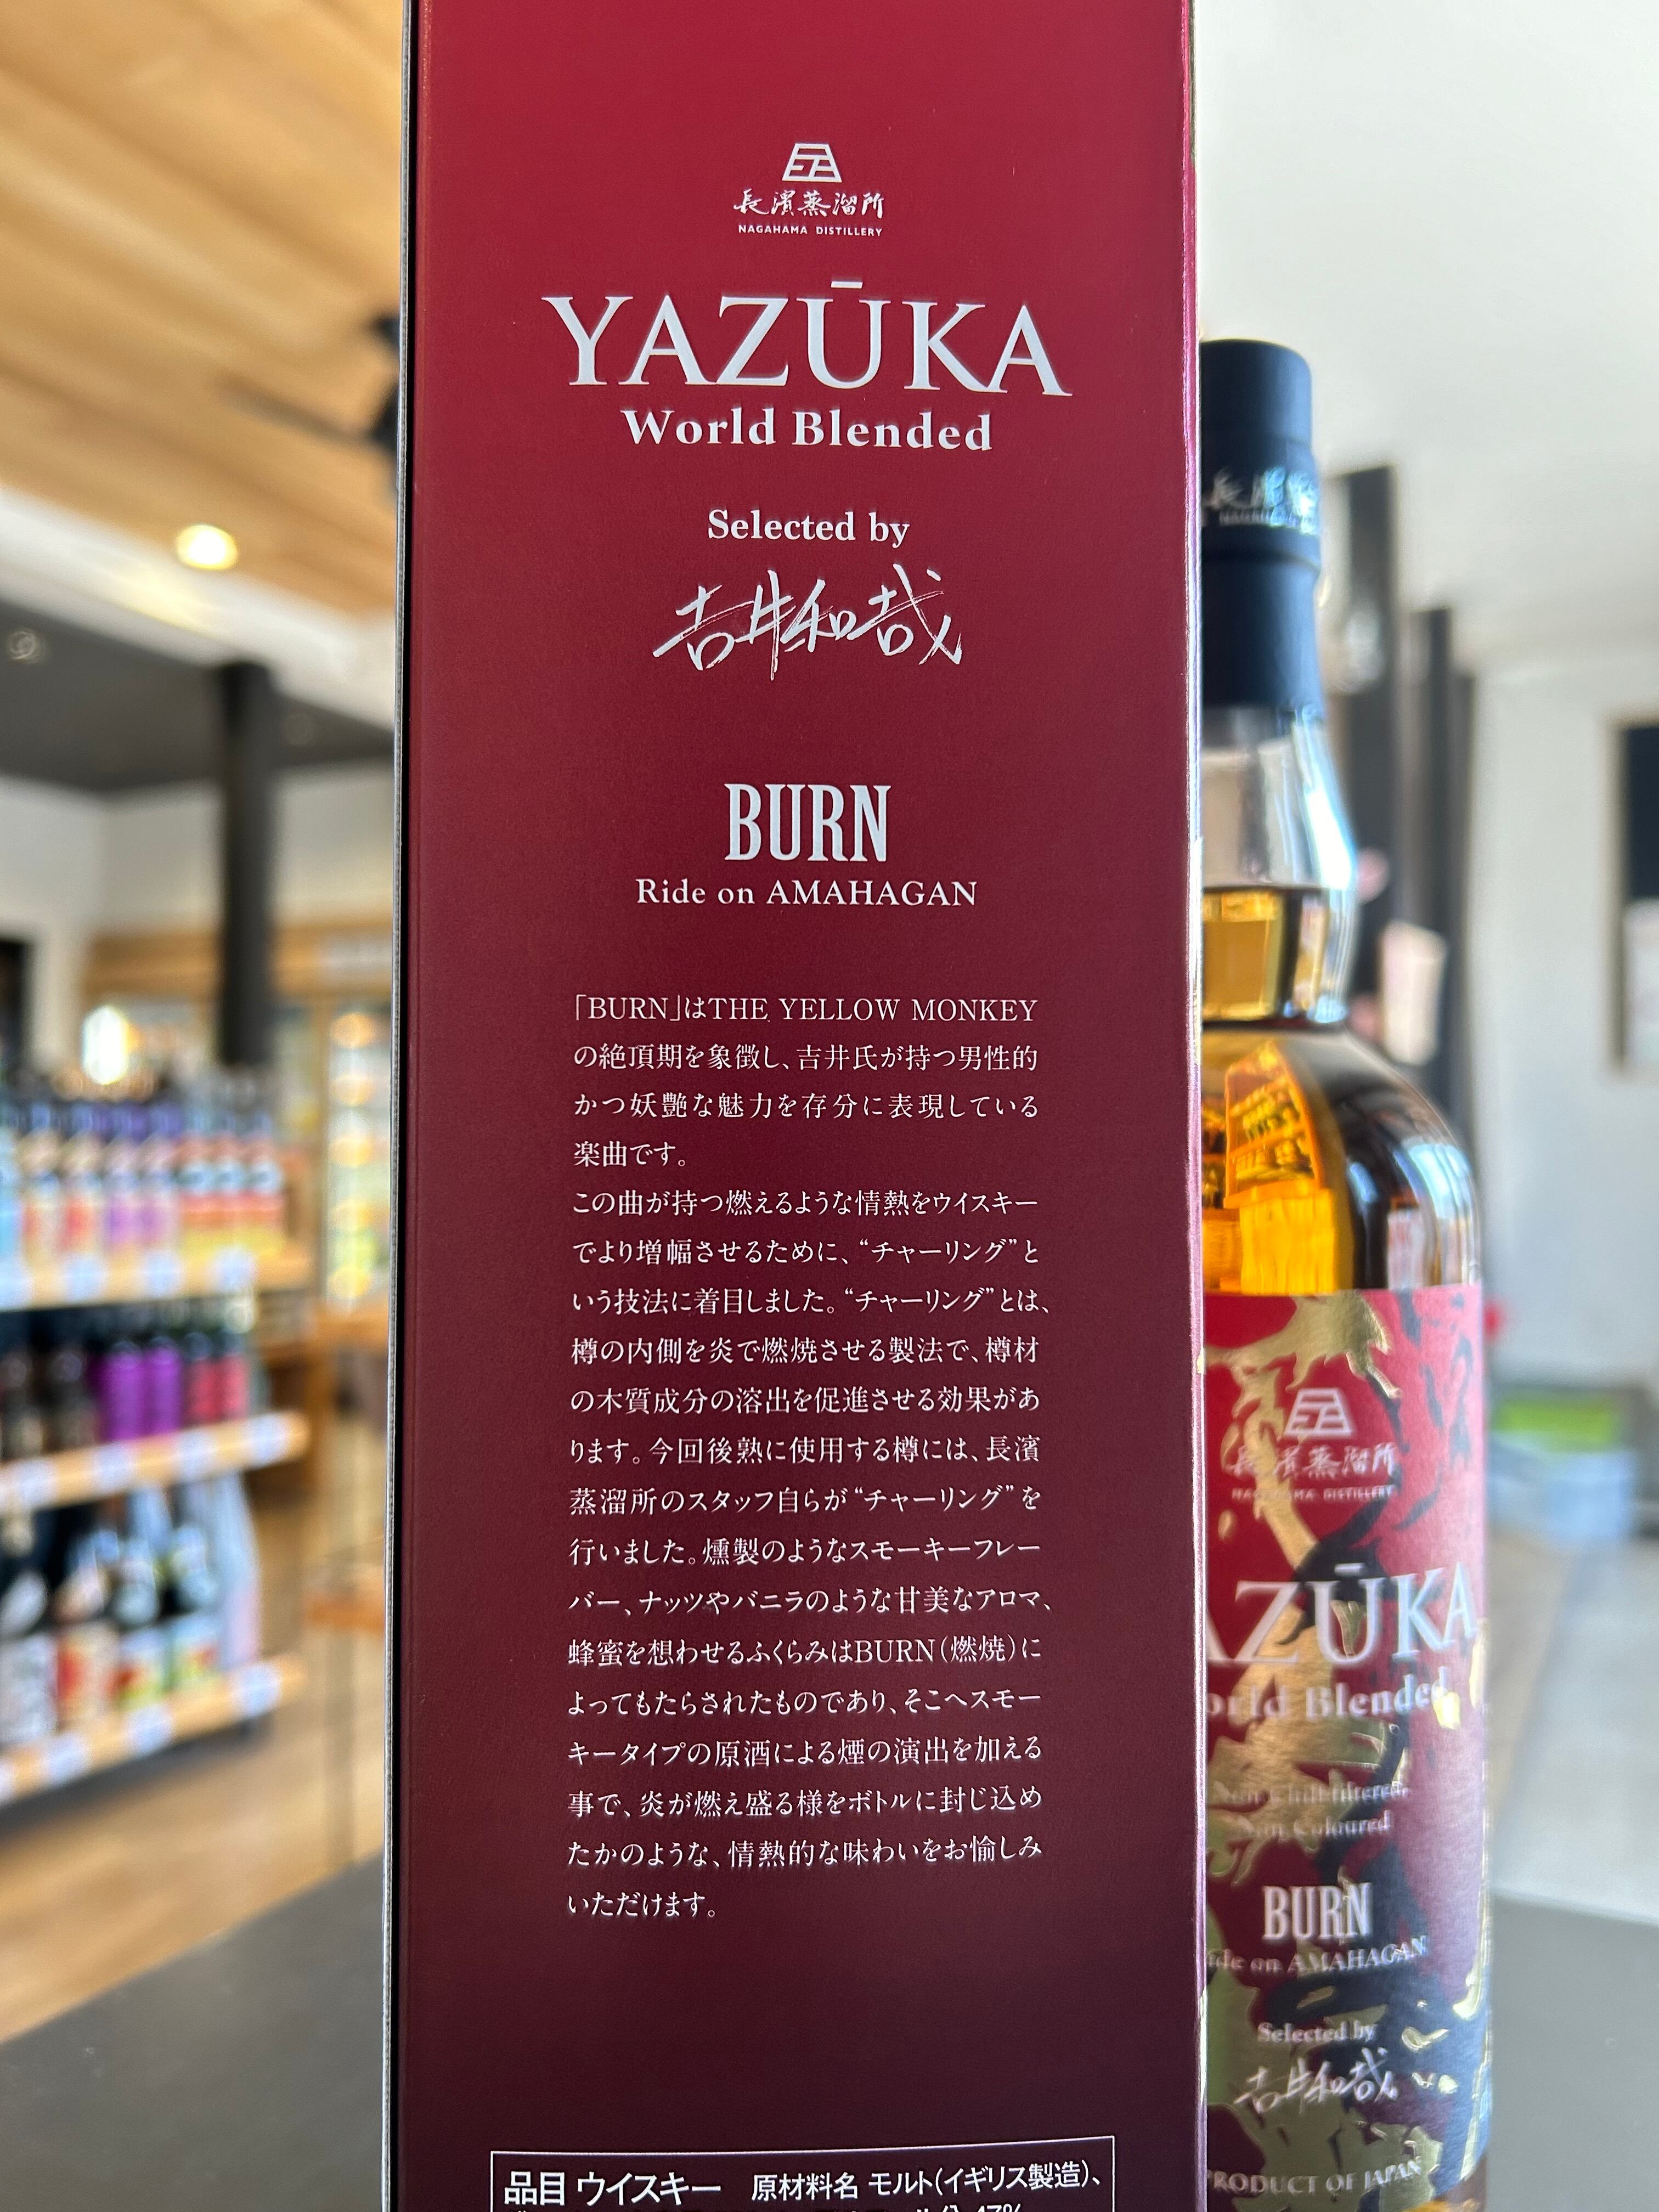 長濱蒸溜所
NAGAHAMA DISTILLERY
YAZŪKA
World Blended
Selected by
吉井和哉
BURN
Ride on AMAHAGAN
「BURN」はTHE YELLOW MONKEY
の絶頂期を象徴し、吉井氏が持つ男性的
かつ妖艶な魅力を存分に表現している
楽曲です。
この曲が持つ燃えるような情熱をウイスキー
でより増幅させるために、“チャーリング”と
いう技法に着目しました。“チャーリング”とは、
樽の内側を炎で燃焼させる製法で、樽材
の木質成分の溶出を促進させる効果があ
ります。今回後熟に使用する樽には、長濱
蒸溜所のスタッフ自らが“チャーリング”を
行いました。燻製のようなスモーキーフレー
バー、ナッツやバニラのような甘美なアロマ、
蜂蜜を想わせるふくらみはBURN（燃焼）に
よってもたらされたものであり、そこへスモー
キータイプの原酒による煙の演出を加える
事で、炎が燃え盛る様をボトルに封じ込め
たかのような、情熱的な味わいをお愉しみ
いただけます。
品目 ウイスキー 原材料名 モルト（イギリス製造）、
長濱蒸溜所
NAGAHAMA DISTILLERY
AZŪKA
orld Blended
Non Chill filtered
Non Coloured
BURN
ide on AMAHAGAN
Selected by
吉井和哉
PRODUCT OF JAPAN